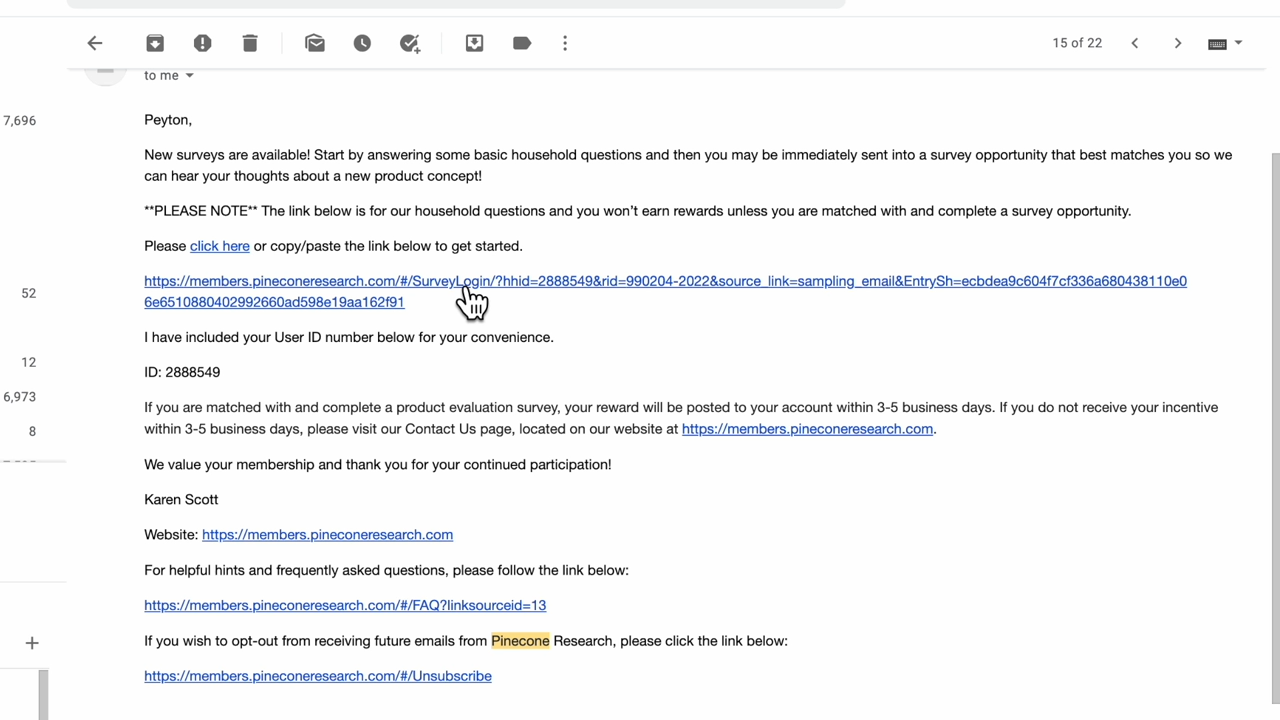 15 of 22
to me
7,696
Peyton,
New surveys are available! Start by answering some basic household questions and then you may be immediately sent into a survey opportunity that best matches you so we
can hear your thoughts about a new product concept!
**PLEASE NOTE** The link below is for our household questions and you won’t earn rewards unless you are matched with and complete a survey opportunity.
Please click here or copy/paste the link below to get started.
https://members.pineconeresearch.com/#/SurveyLogin/?hhid=2888549&rid=990204-2022&source_link=sampling_email&EntrySh=ecbdea9c604f7cf336a680438110e0
52
6e6510880402992660ad598e19aa162f91
I have included your User ID number below for your convenience.
12
ID: 2888549
6,973
If you are matched with and complete a product evaluation survey, your reward will be posted to your account within 3-5 business days. If you do not receive your incentive
8
within 3-5 business days, please visit our Contact Us page, located on our website at https://members.pineconeresearch.com.
We value your membership and thank you for your continued participation!
Karen Scott
Website: https://members.pineconeresearch.com
For helpful hints and frequently asked questions, please follow the link below:
https://members.pineconeresearch.com/#/FAQ?linksourceid=13
If you wish to opt-out from receiving future emails from Pinecone Research, please click the link below:
https://members.pineconeresearch.com/#/Unsubscribe